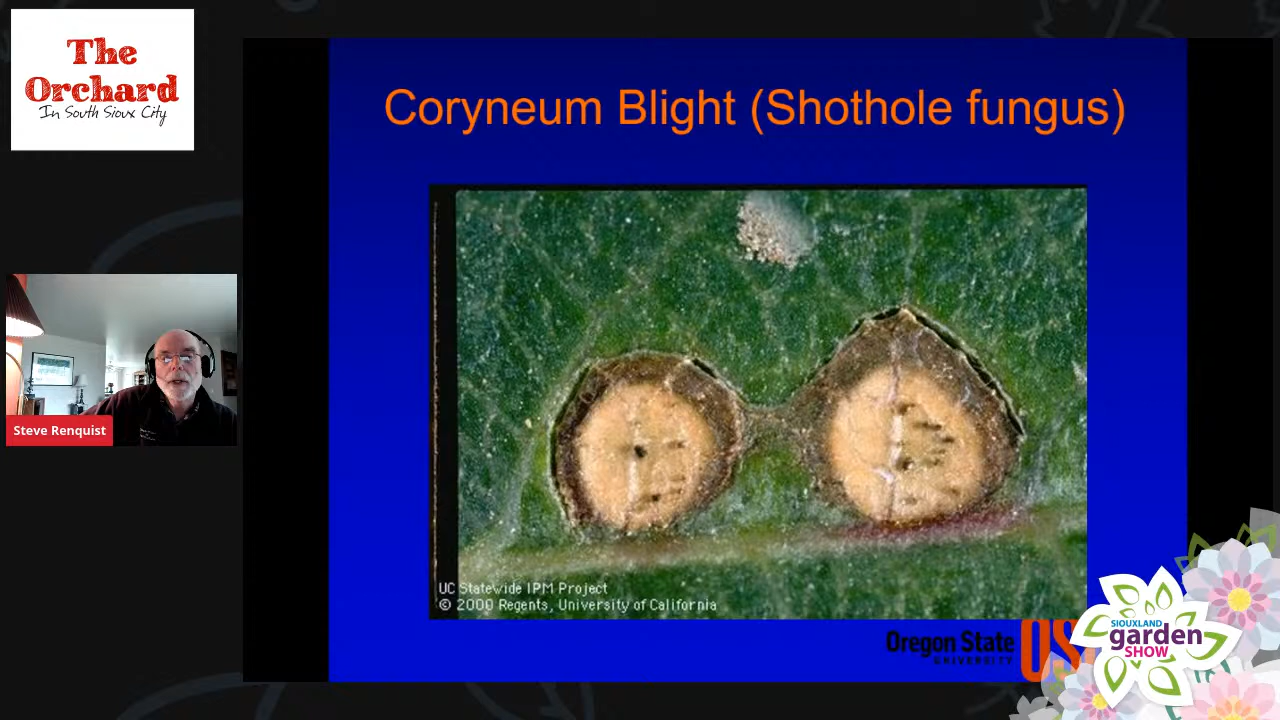 The
Orchard
In South Sioux City
Coryneum Blight (Shothole fungus)
Steve Renquist
UC Statewide IPM Project
© 2000 Regents, University of California
Oregon State
UNIVERSITY
OS
SIOUXLAND
garden
SHOW